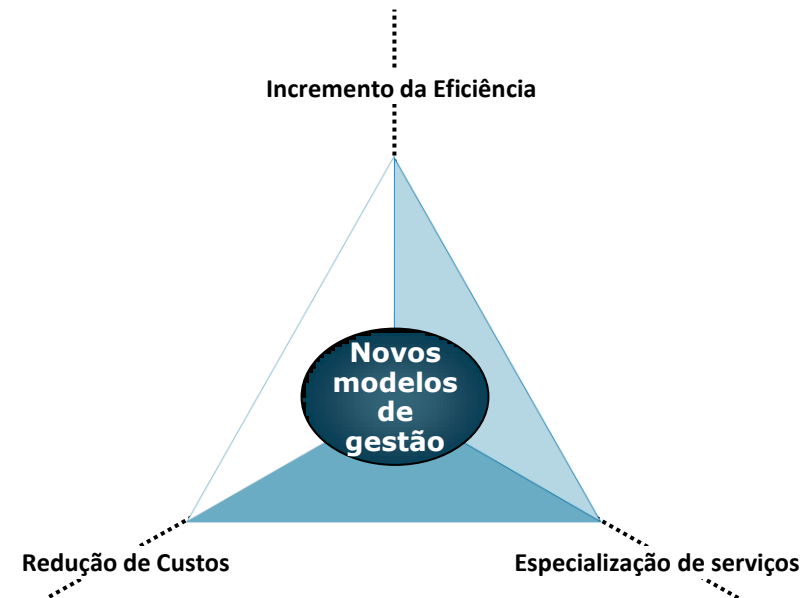 Incremento da Eficiência
Novos
modelos
de
gestão
Redução de Custos
Especialização de serviços